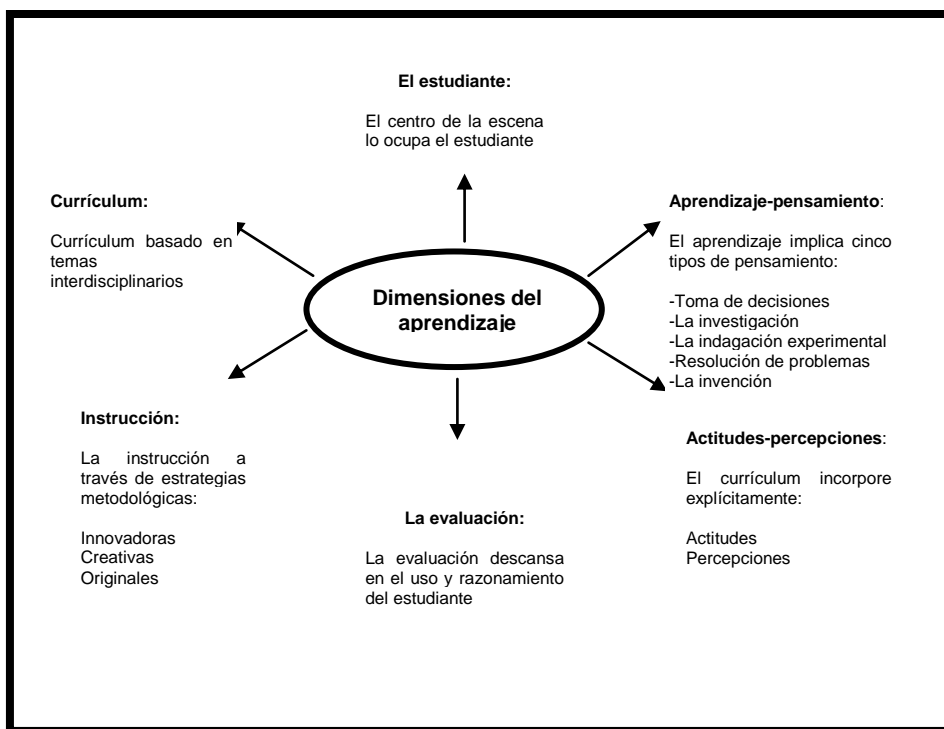 El estudiante:
El centro de la escena
lo ocupa el estudiante
Currículum:
Currículum basado en
temas
interdisciplinarios
Aprendizaje-pensamiento:
El aprendizaje implica cinco
tipos de pensamiento:
-Toma de decisiones
-La investigación
-La indagación experimental
-Resolución de problemas
-La invención
Dimensiones del
aprendizaje
Instrucción:
La instrucción a
través de estrategias
metodológicas:
Innovadoras
Creativas
Originales
La evaluación:
La evaluación descansa
en el uso y razonamiento
del estudiante
Actitudes-percepciones:
El currículum incorpore
explícitamente:
Actitudes
Percepciones